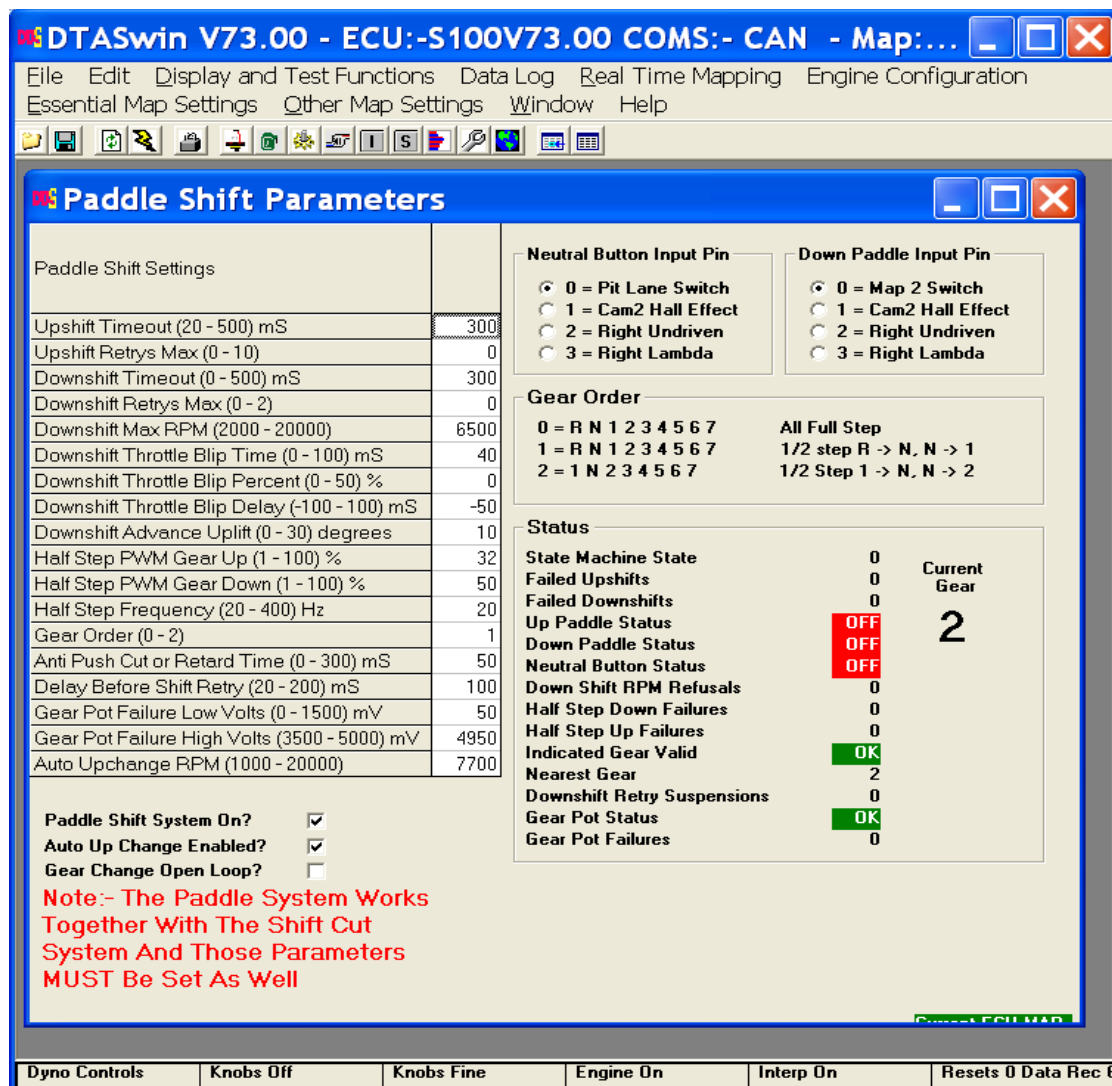 DTASwin V73.00 - ECU:-S100V73.00 COMS:- CAN - Map:...
File Edit Display and Test Functions Data Log Real Time Mapping Engine Configuration
Essential Map Settings Other Map Settings Window Help
I S
Paddle Shift Parameters
Paddle Shift Settings
Upshift Timeout (20 - 500) mS 300
Upshift Retrys Max (0 - 10) 0
Downshift Timeout (0 - 500) mS 300
Downshift Retrys Max (0 - 2) 0
Downshift Max RPM (2000 - 20000) 6500
Downshift Throttle Blip Time (0 - 100) mS 40
Downshift Throttle Blip Percent (0 - 50) % 0
Downshift Throttle Blip Delay (-100 - 100) mS -50
Downshift Advance Uplift (0 - 30) degrees 10
Half Step PWM Gear Up (1 - 100) % 32
Half Step PWM Gear Down (1 - 100) % 50
Half Step Frequency (20 - 400) Hz 20
Gear Order (0 - 2) 1
Anti Push Cut or Retard Time (0 - 300) mS 50
Delay Before Shift Retry (20 - 200) mS 100
Gear Pot Failure Low Volts (0 - 1500) mV 50
Gear Pot Failure High Volts (3500 - 5000) mV 4950
Auto Upchange RPM (1000 - 20000) 7700
Paddle Shift System On?
Auto Up Change Enabled?
Gear Change Open Loop?
Note:- The Paddle System Works
Together With The Shift Cut
System And Those Parameters
MUST Be Set As Well
Neutral Button Input Pin
0 = Pit Lane Switch
1 = Cam2 Hall Effect
2 = Right Undriven
3 = Right Lambda
Down Paddle Input Pin
0 = Map 2 Switch
1 = Cam2 Hall Effect
2 = Right Undriven
3 = Right Lambda
Gear Order
0 = R N 1 2 3 4 5 6 7 All Full Step
1 = R N 1 2 3 4 5 6 7 1/2 step R -> N, N -> 1
2 = 1 N 2 3 4 5 6 7 1/2 Step 1 -> N, N -> 2
Status
State Machine State 0
Failed Upshifts 0
Failed Downshifts 0
Up Paddle Status OFF
Down Paddle Status OFF
Neutral Button Status OFF
Down Shift RPM Refusals 0
Half Step Down Failures 0
Half Step Up Failures 0
Indicated Gear Valid OK
Nearest Gear 2
Downshift Retry Suspensions 0
Gear Pot Status OK
Gear Pot Failures 0
Current
Gear
2
Current ECU MAP
Dyno Controls Knobs Off Knobs Fine Engine On Interp On Resets 0 Data Rec